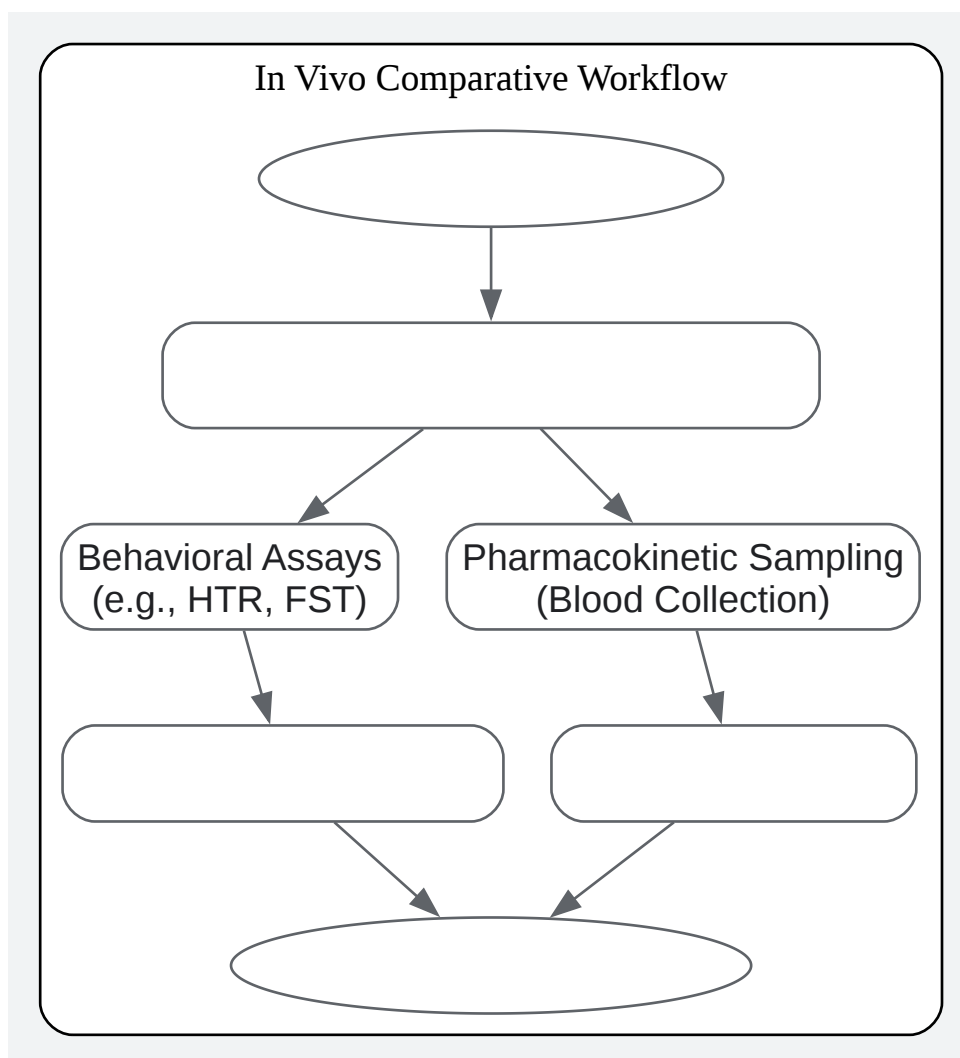 In Vivo Comparative Workflow
Behavioral Assays
(e.g., HTR, FST)
Pharmacokinetic Sampling
(Blood Collection)